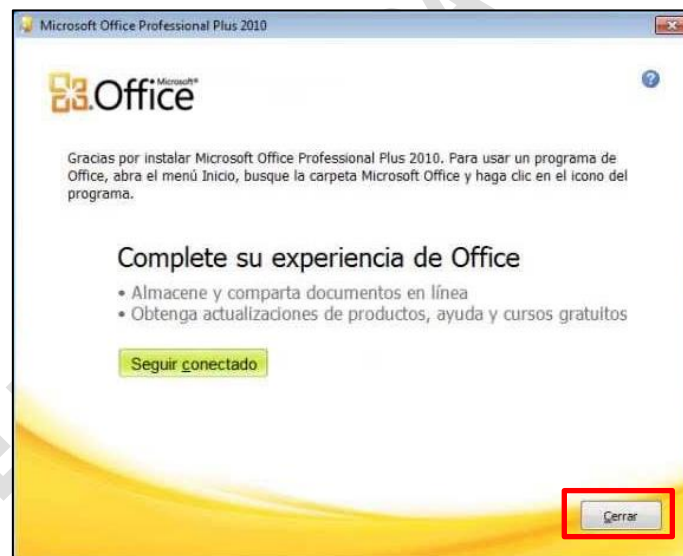 Microsoft Office Professional Plus 2010
Microsoft®
Office
Gracias por instalar Microsoft Office Professional Plus 2010. Para usar un programa de
Office, abra el menú Inicio, busque la carpeta Microsoft Office y haga clic en el icono del
programa.
Complete su experiencia de Office
• Almacene y comparta documentos en línea
• Obtenga actualizaciones de productos, ayuda y cursos gratuitos
Seguir conectado
Cerrar